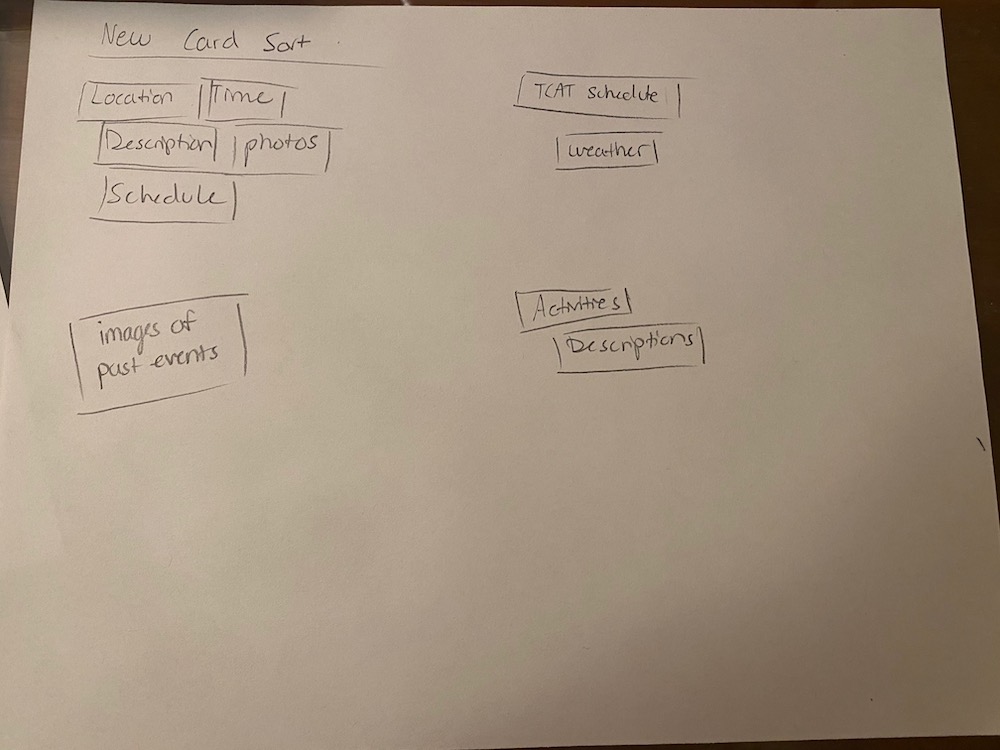 New Card Sort
Location Time
Description photos
Schedule
TCAT schedule
weather
images of
past events
Activities
Descriptions